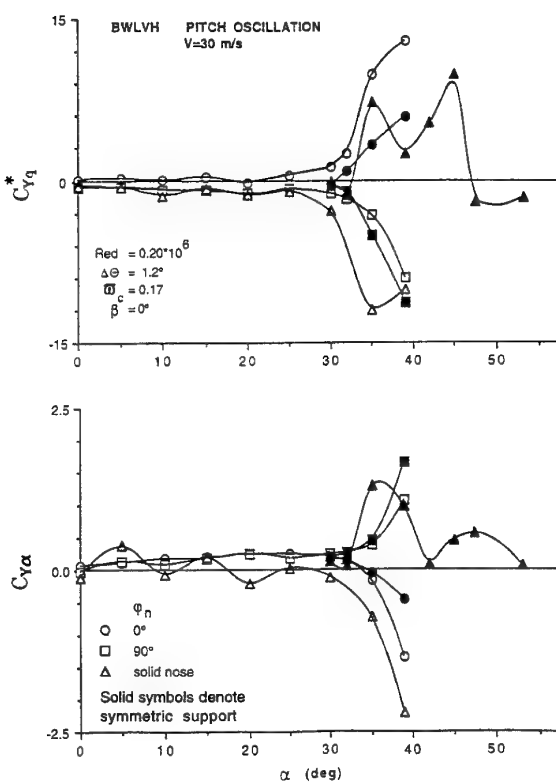 BWLVH PITCH OSCILLATION
V=30 m/s
15
0
-15
C*Yq
Red = 0.20*10^6
ΔΘ = 1.2°
ω̄c = 0.17
β = 0°
0 10 20 30 40 50
2.5
0.0
-2.5
CYα
φn
0°
90°
solid nose
Solid symbols denote
symmetric support
0 10 20 30 40 50
α (deg)